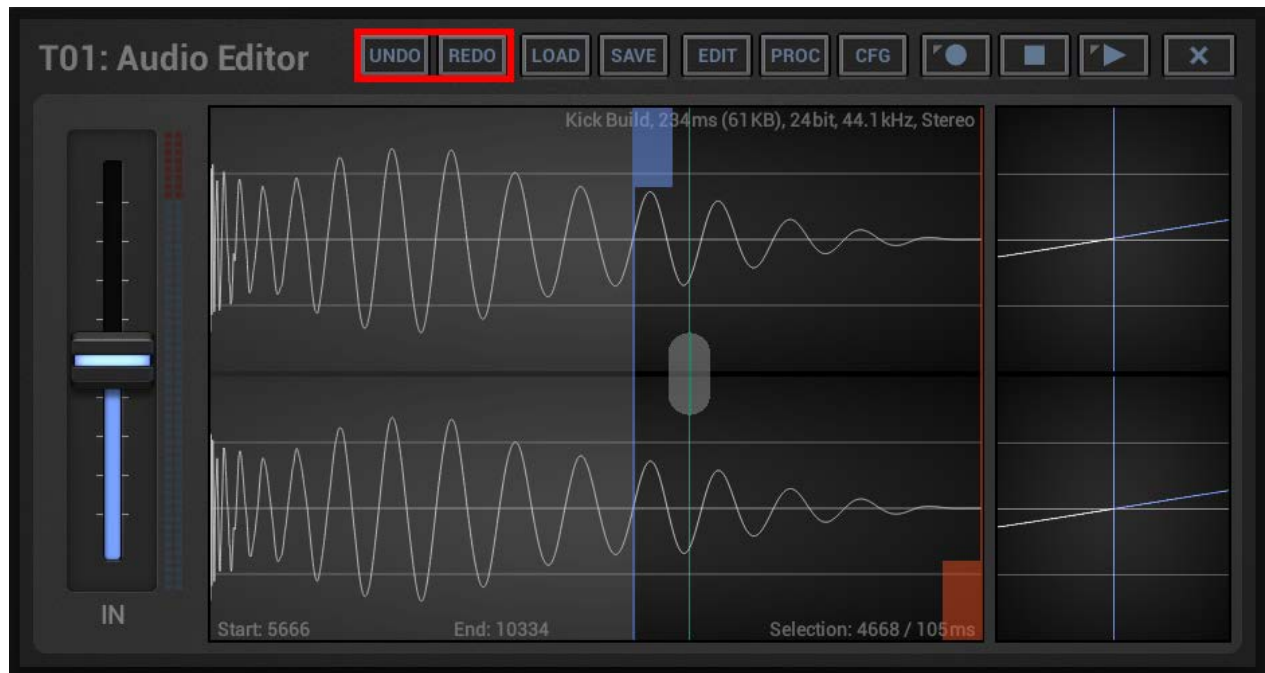 T01: Audio Editor UNDO REDO LOAD SAVE EDIT PROC CFG
Kick Build, 234ms (61KB), 24bit, 44.1kHz, Stereo
IN
Start: 5666 End: 10334 Selection: 4668 / 105ms